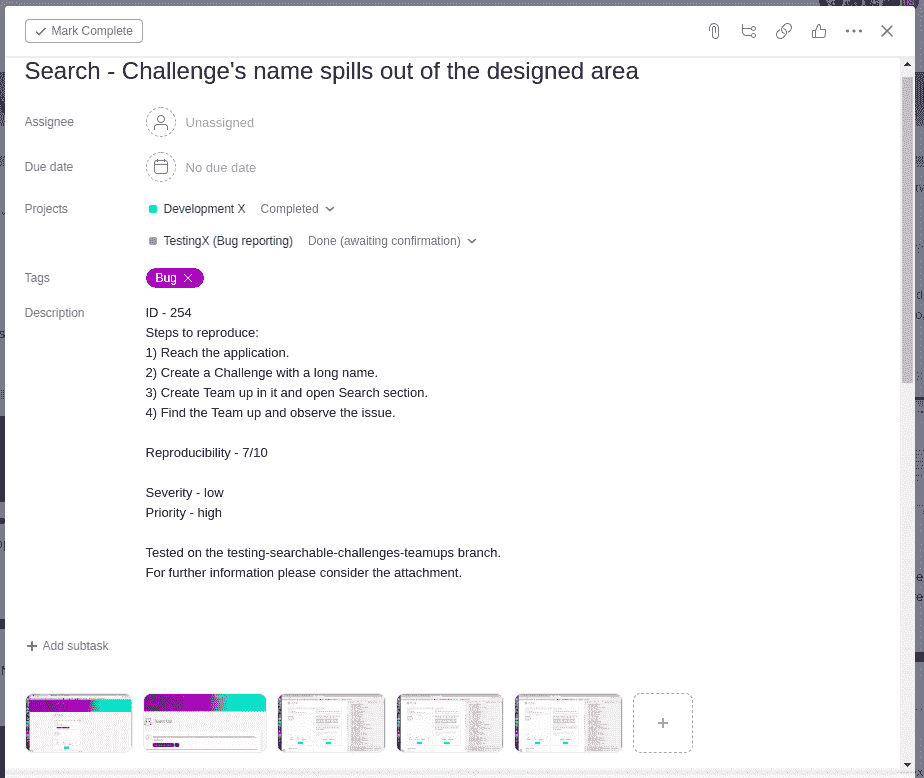 Mark Complete
Search - Challenge's name spills out of the designed area
Assignee
Unassigned
Due date
No due date
Projects
Development X Completed
TestingX (Bug reporting) Done (awaiting confirmation)
Tags
Bug
Description
ID - 254
Steps to reproduce:
1) Reach the application.
2) Create a Challenge with a long name.
3) Create Team up in it and open Search section.
4) Find the Team up and observe the issue.
Reproducibility - 7/10
Severity - low
Priority - high
Tested on the testing-searchable-challenges-teamups branch.
For further information please consider the attachment.
Add subtask